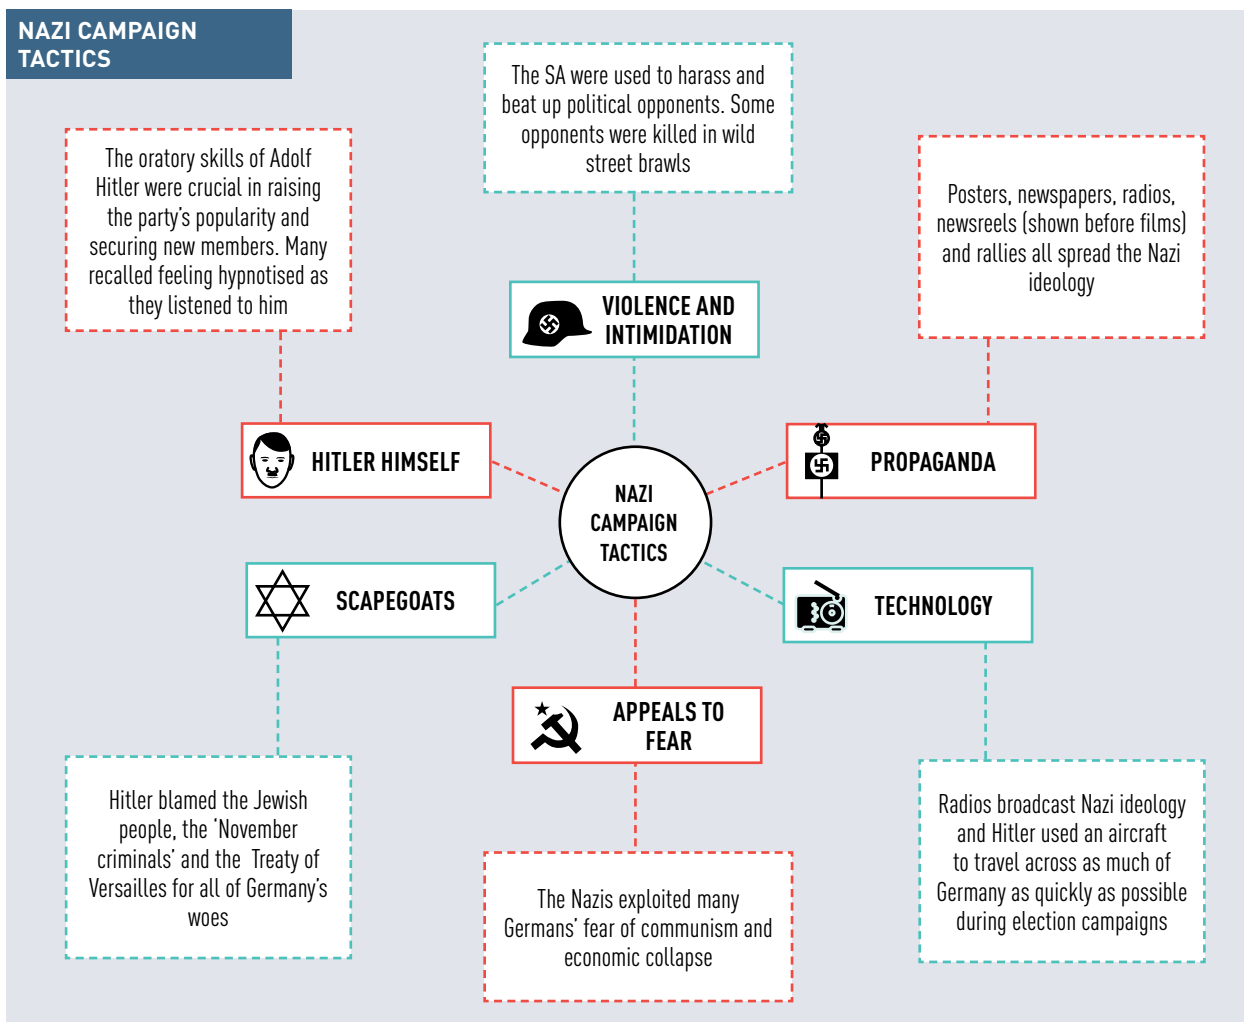 NAZI CAMPAIGN
TACTICS
The SA were used to harass and
beat up political opponents. Some
opponents were killed in wild
street brawls
The oratory skills of Adolf
Hitler were crucial in raising
the party's popularity and
securing new members. Many
recalled feeling hypnotised as
they listened to him
Posters, newspapers, radios,
newsreels (shown before films)
and rallies all spread the Nazi
ideology
VIOLENCE AND
INTIMIDATION
HITLER HIMSELF
PROPAGANDA
NAZI
CAMPAIGN
TACTICS
SCAPEGOATS
TECHNOLOGY
APPEALS TO
FEAR
Hitler blamed the Jewish
people, the ‘November
criminals’ and the Treaty of
Versailles for all of Germany's
woes
The Nazis exploited many
Germans' fear of communism and
economic collapse
Radios broadcast Nazi ideology
and Hitler used an aircraft
to travel across as much of
Germany as quickly as possible
during election campaigns